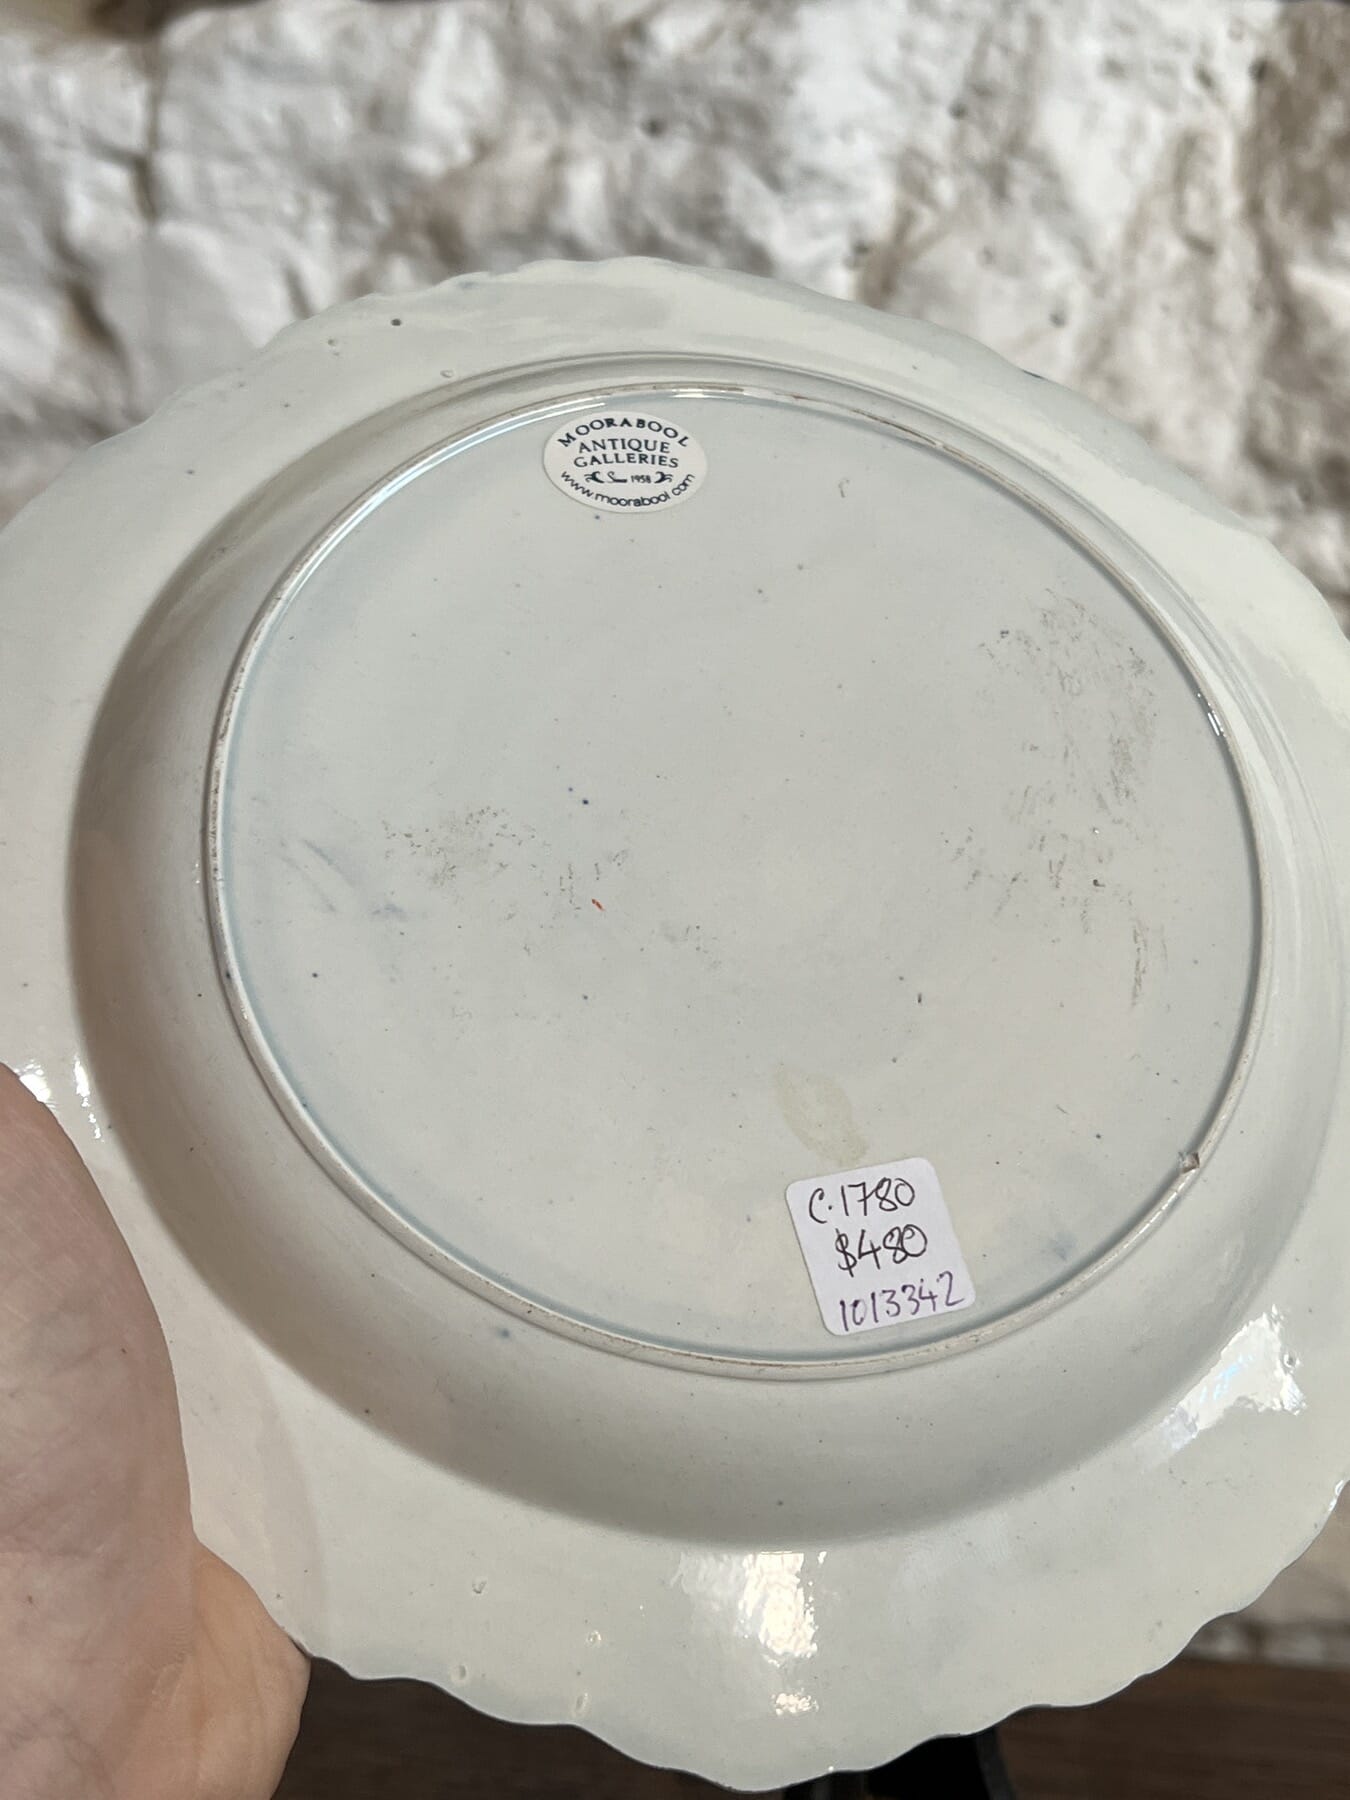 MOORABOOL
ANTIQUE
GALLERIES
Since 1958
www.moorabool.com
C.1780
$480
1013342